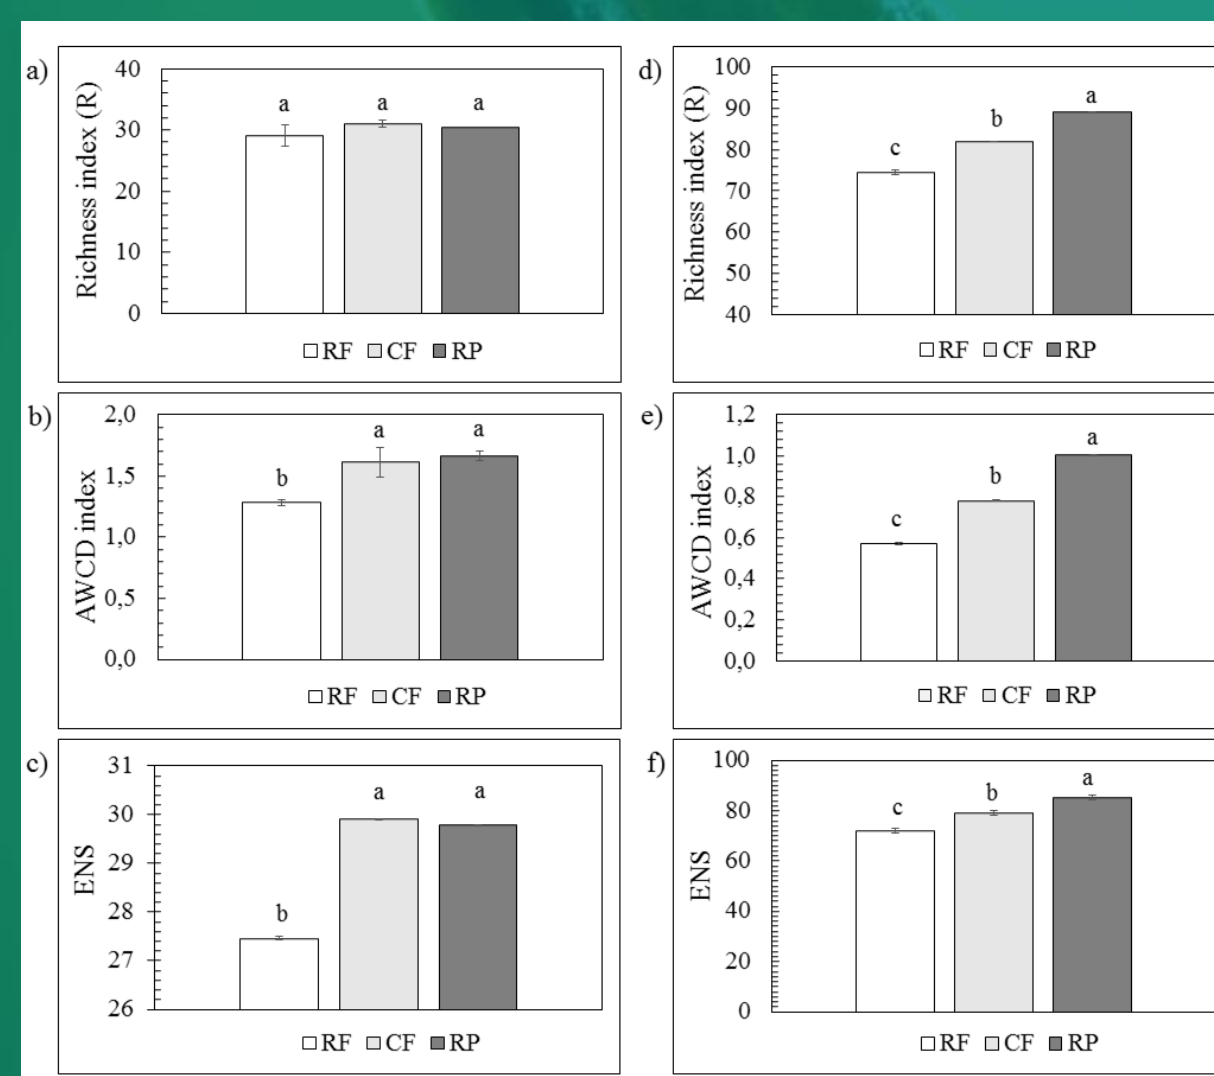 a)
Richness index (R)
40
30
20
10
0
a a a
RF CF RP
d)
Richness index (R)
100
90
80
70
60
50
40
c b a
RF CF RP
b)
AWCD index
2,0
1,5
1,0
0,5
0,0
b a a
RF CF RP
e)
AWCD index
1,2
1,0
0,8
0,6
0,4
0,2
0,0
c b a
RF CF RP
c)
ENS
31
30
29
28
27
26
b a a
RF CF RP
f)
ENS
100
80
60
40
20
0
c b a
RF CF RP